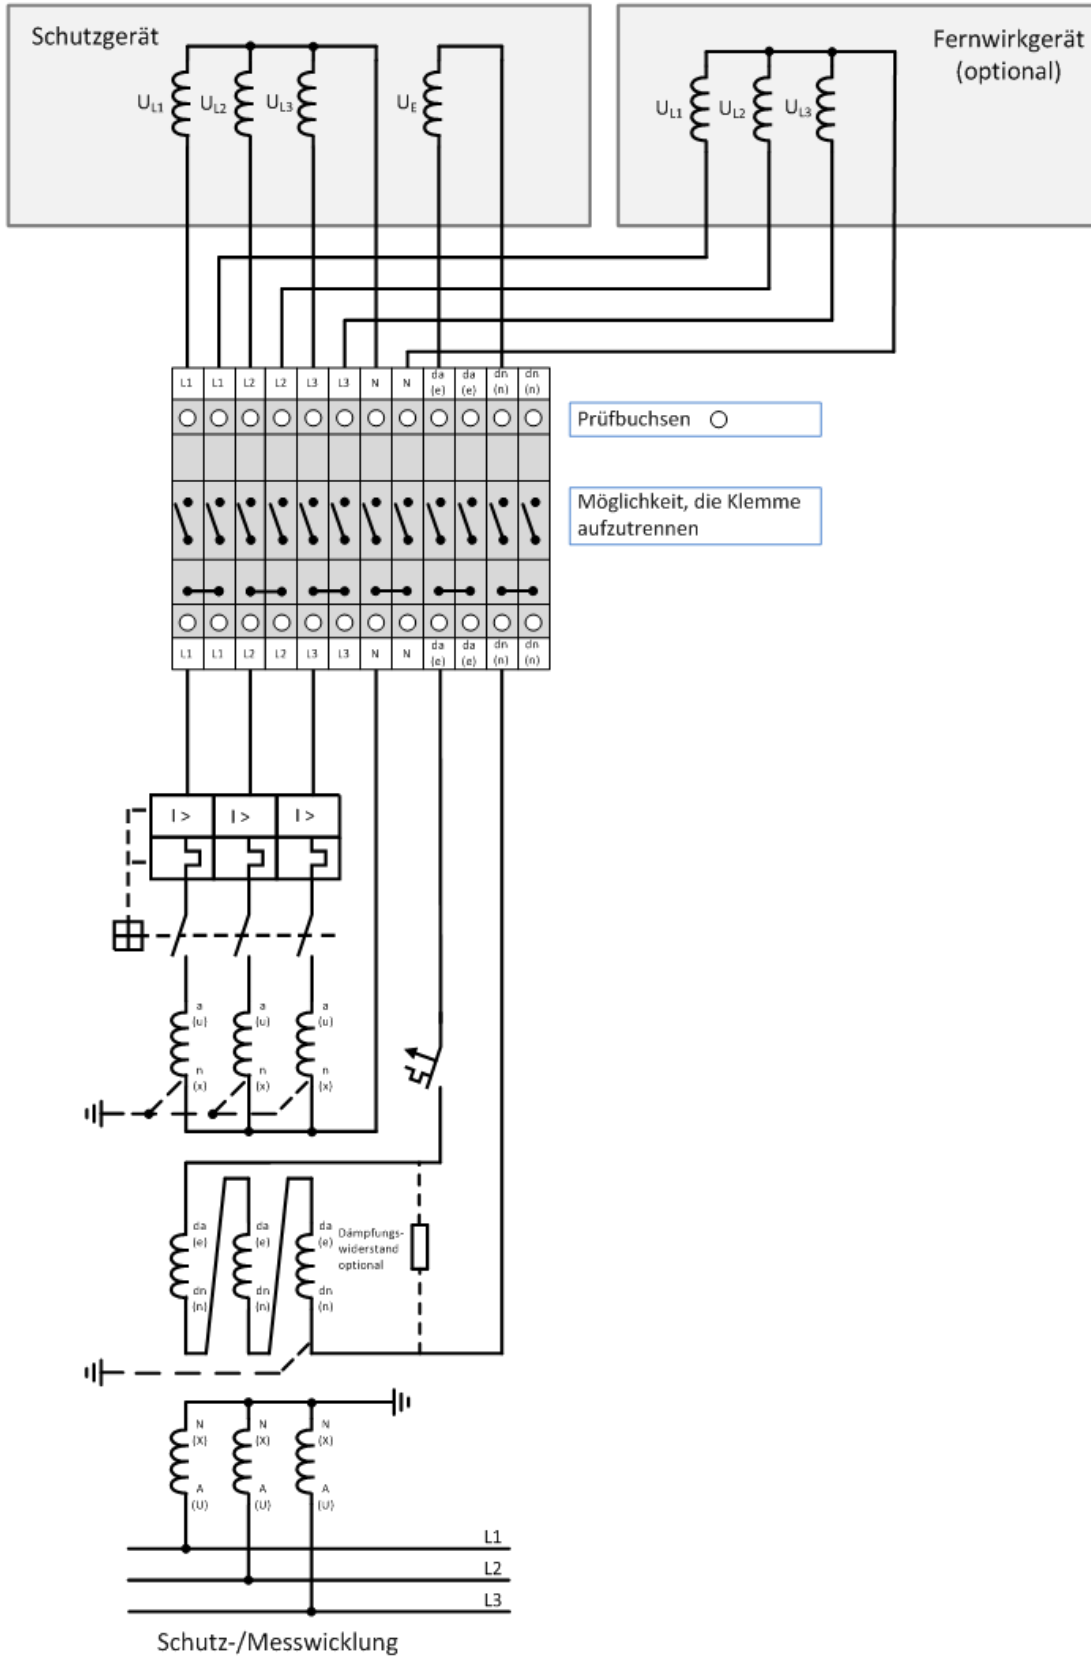 Schutzgerät
Fernwirkgerät
(optional)
UL1 UL2 UL3 UE
UL1 UL2 UL3
L1 L1 L2 L2 L3 L3 N N da (e) da (e) dn (n) dn (n)
Prüfbuchsen
Möglichkeit, die Klemme
aufzutrennen
L1 L1 L2 L2 L3 L3 N N da (e) da (e) dn (n) dn (n)
I > I > I >
a a a
(u) (u) (u)
n n n
(x) (x) (x)
da da da
(e) (e) (e)
Dämpfungs-
widerstand
optional
dn dn dn
(n) (n) (n)
N N N
(X) (X) (X)
A A A
(U) (U) (U)
L1
L2
L3
Schutz-/Messwicklung